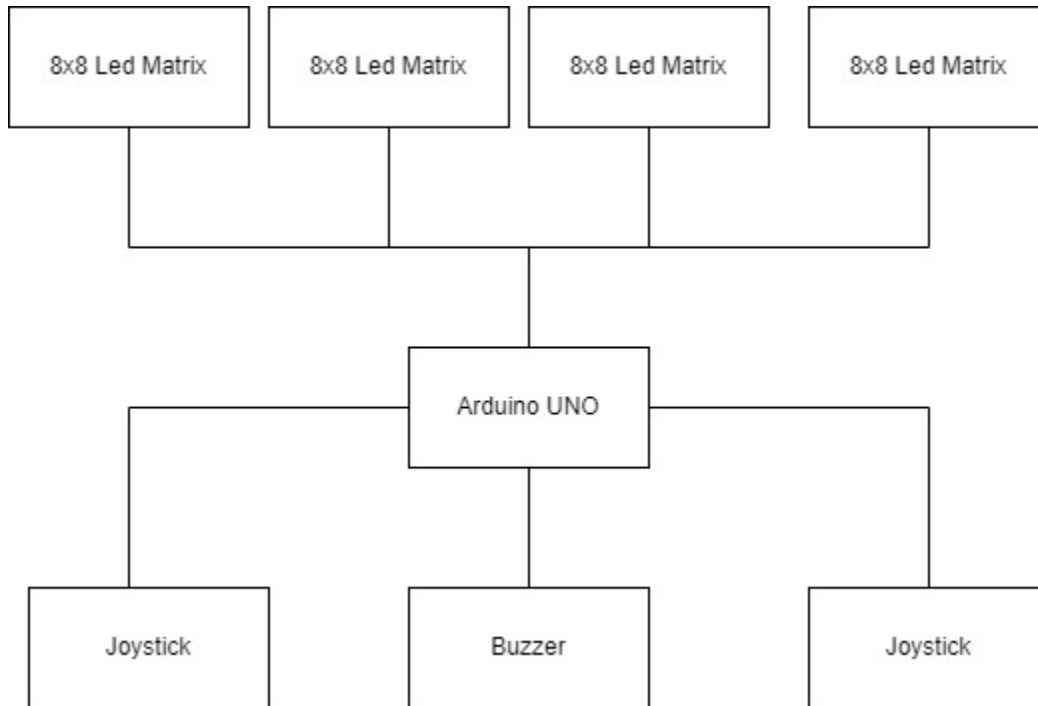 8x8 Led Matrix
8x8 Led Matrix
8x8 Led Matrix
8x8 Led Matrix
Arduino UNO
Joystick
Buzzer
Joystick